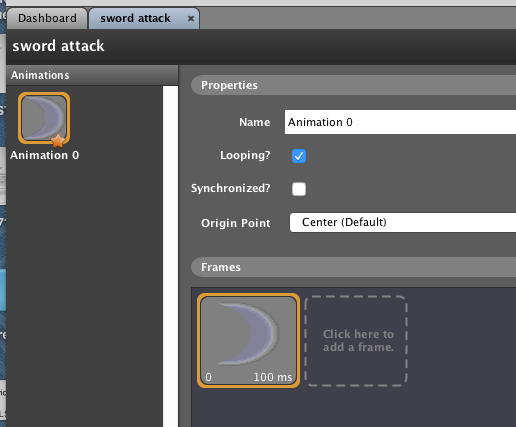 Dashboard
sword attack
sword attack
Animations
Animation 0
Properties
Name
Animation 0
Looping?
Synchronized?
Origin Point
Center (Default)
Frames
0
100 ms
Click here to
add a frame.